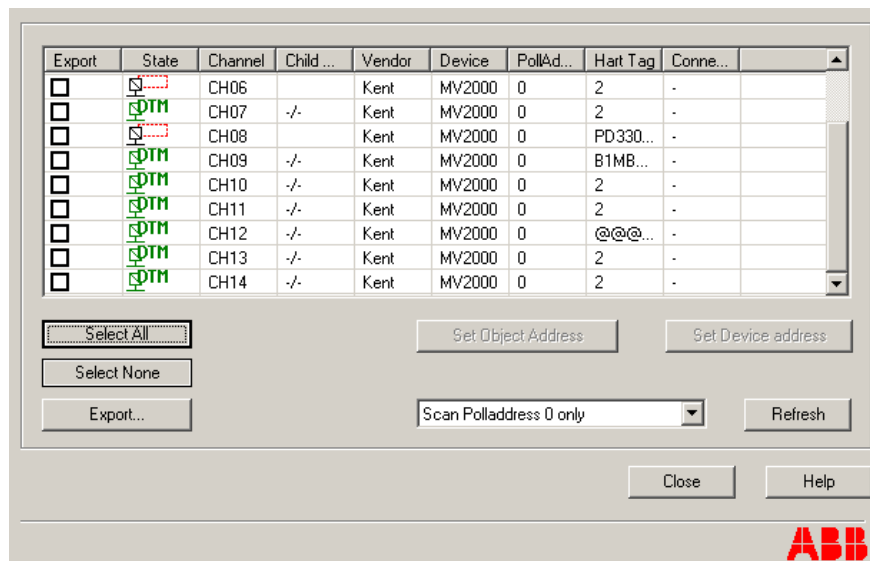 Export State Channel Child ... Vendor Device PollAd... Hart Tag Conne...
CH06 Kent MV2000 0 2 -
DTM CH07 -/- Kent MV2000 0 2 -
CH08 Kent MV2000 0 PD330... -
DTM CH09 -/- Kent MV2000 0 B1MB... -
DTM CH10 -/- Kent MV2000 0 2 -
DTM CH11 -/- Kent MV2000 0 2 -
DTM CH12 -/- Kent MV2000 0 @@@... -
DTM CH13 -/- Kent MV2000 0 2 -
DTM CH14 -/- Kent MV2000 0 2 -
Select All Set Object Address Set Device address
Select None
Export... Scan Polladdress 0 only Refresh
Close Help
ABB